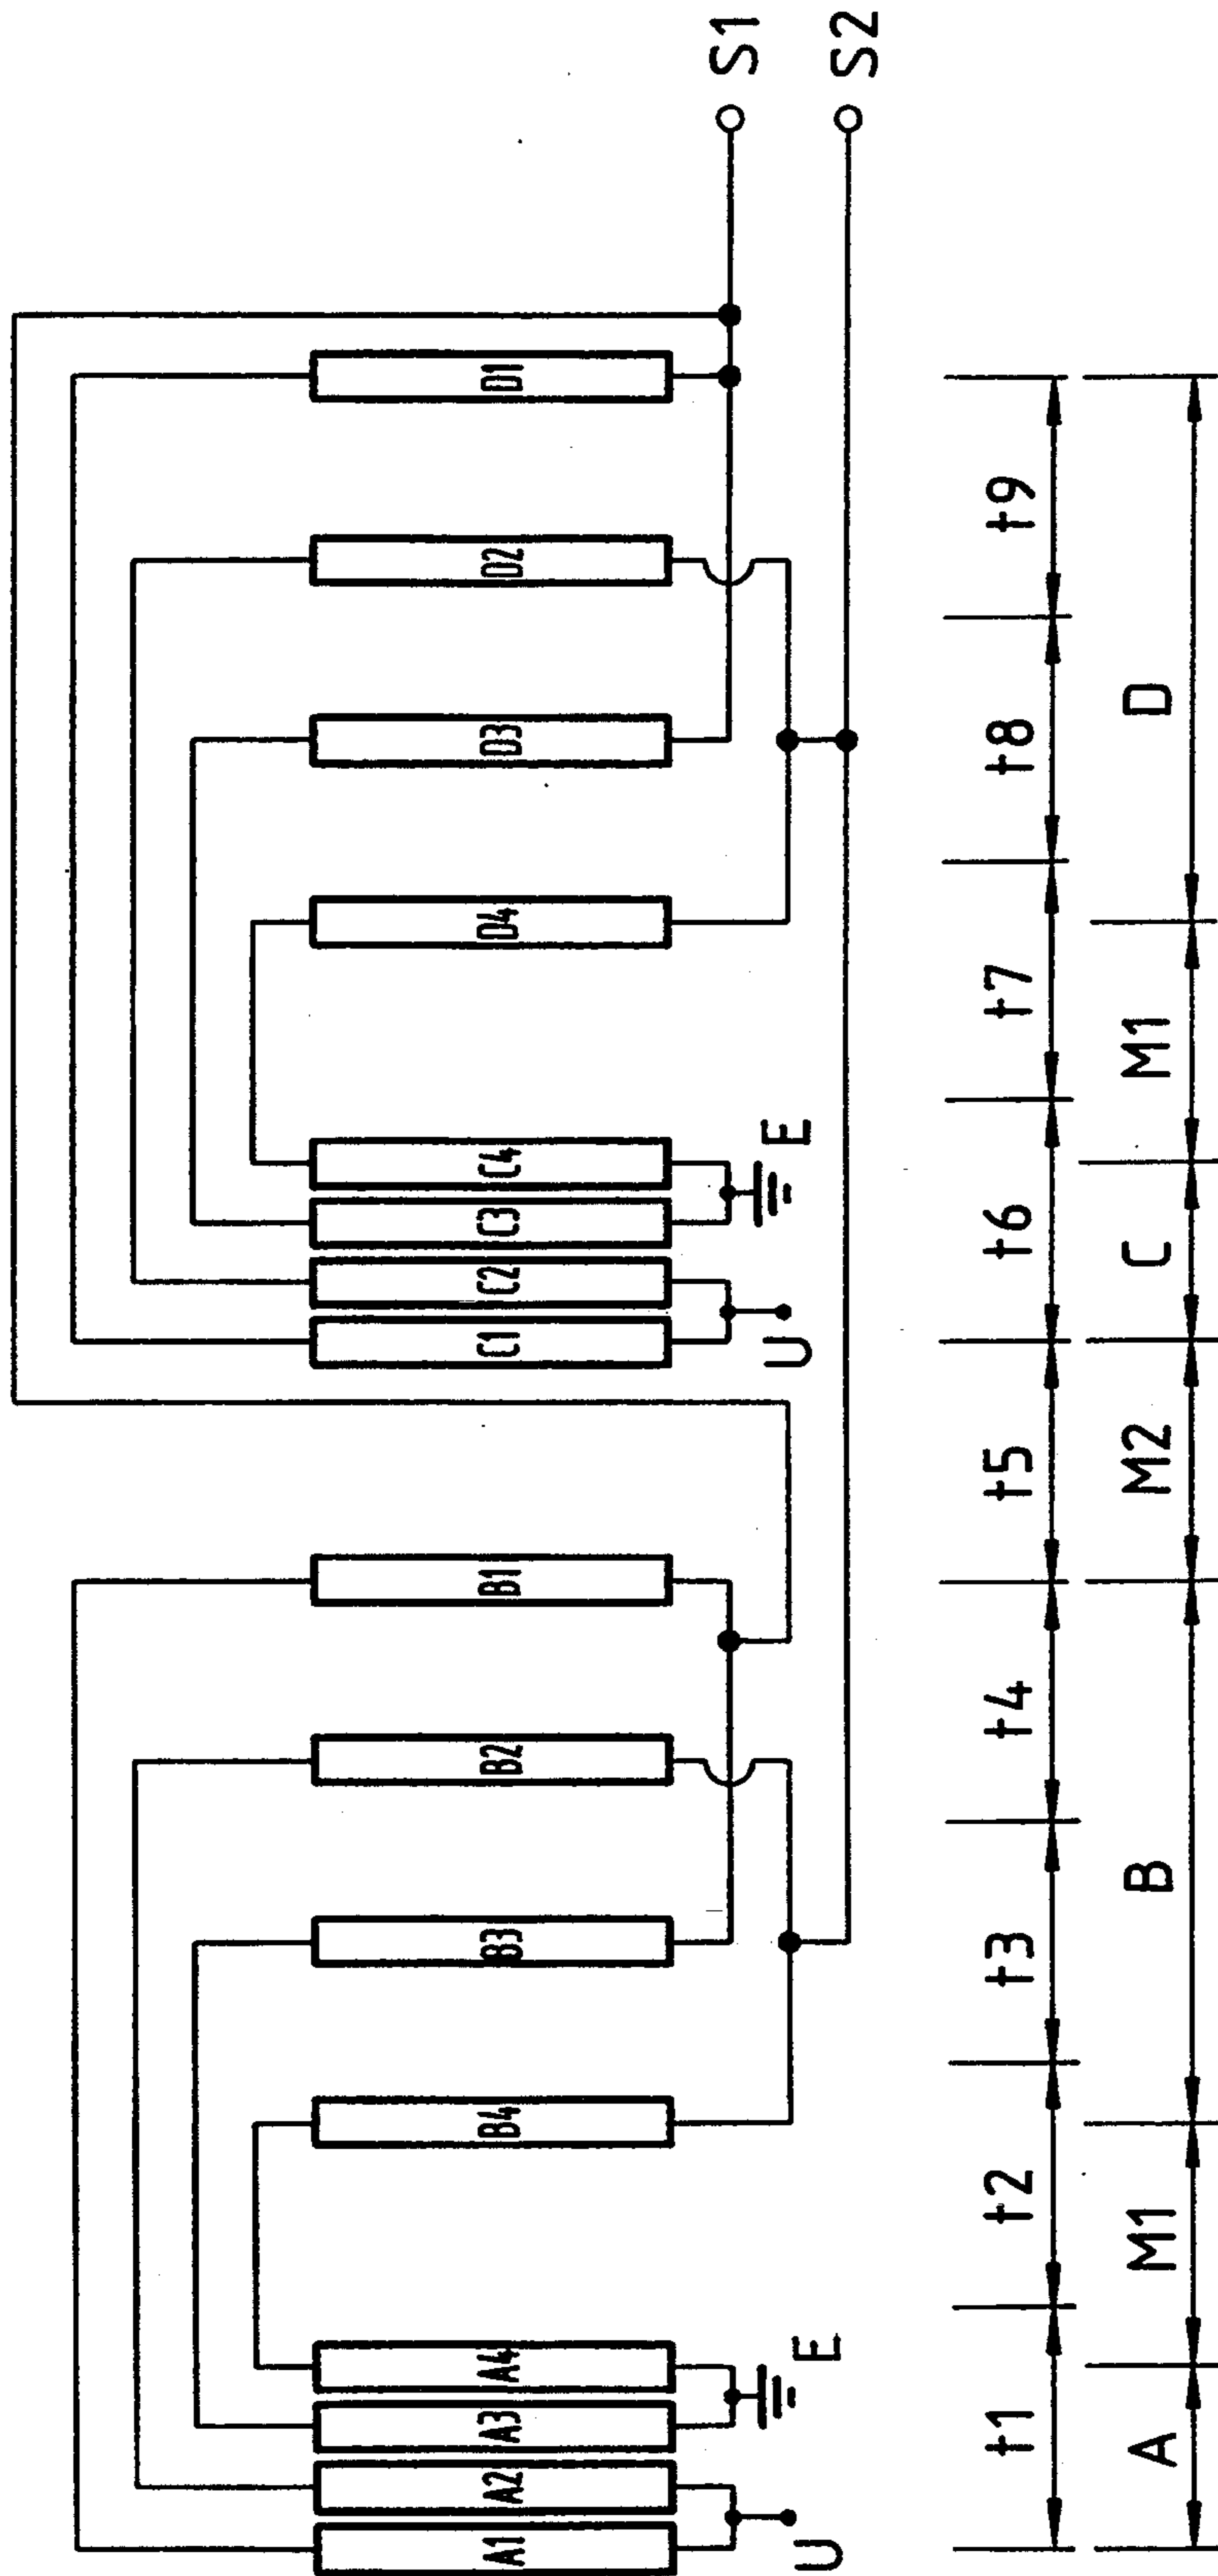 A1 A2 A3 A4 B4 B3 B2 B1 C1 C2 C3 C4 D4 D3 D2 D1
S1
U E U E
S2
t1 t2 t3 t4 t5 t6 t7 t8 t9
A M1 B M2 C M1 D